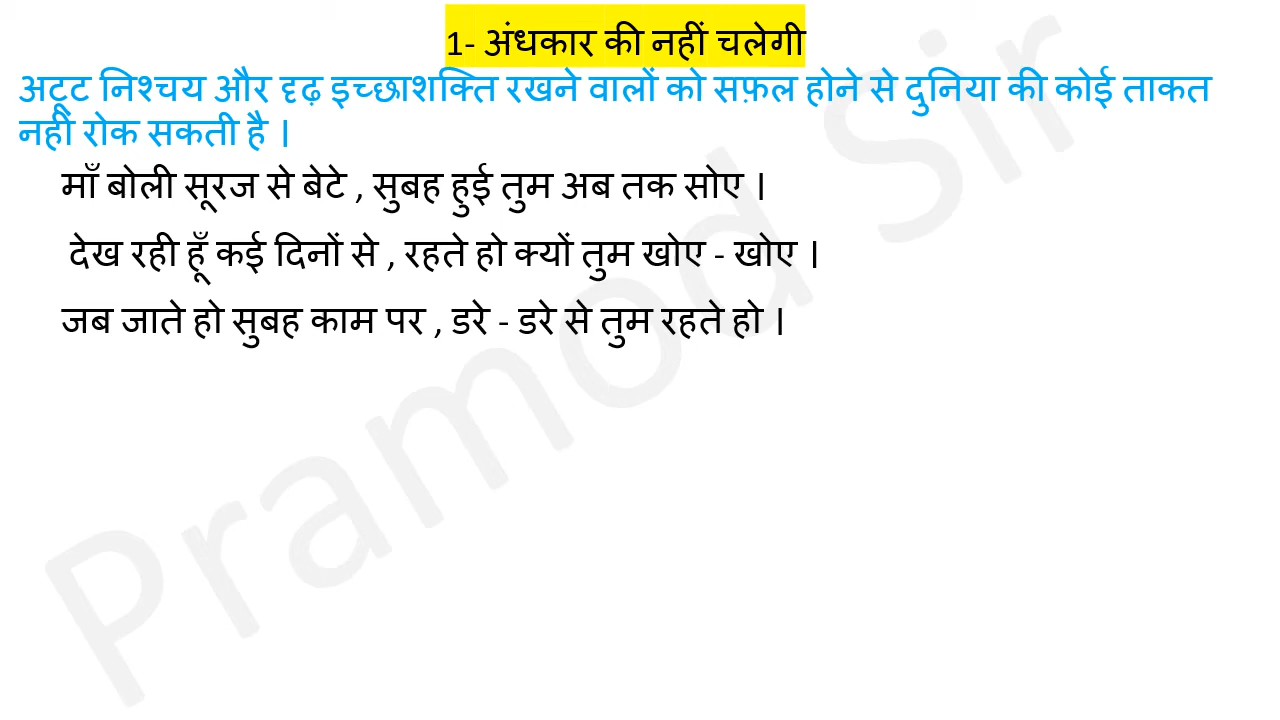 1- अंधकार की नहीं चलेगी
अटूट निश्चय और दृढ़ इच्छाशक्ति रखने वालों को सफ़ल होने से दुनिया की कोई ताकत
नहीं रोक सकती है ।
माँ बोली सूरज से बेटे , सुबह हुई तुम अब तक सोए ।
देख रही हूँ कई दिनों से , रहते हो क्यों तुम खोए - खोए ।
जब जाते हो सुबह काम पर , डरे - डरे से तुम रहते हो ।
Pramod Sir